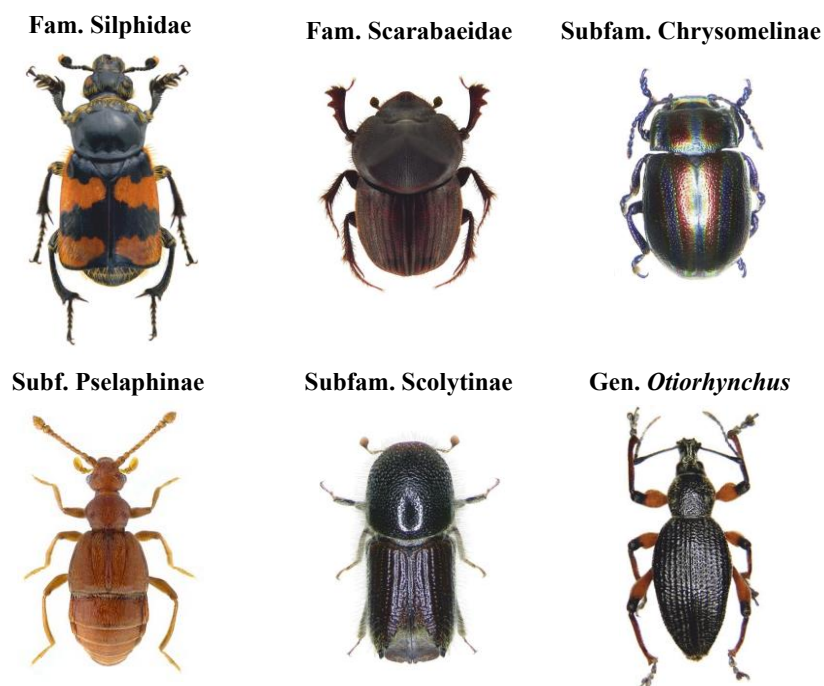 Fam. Silphidae
Fam. Scarabaeidae
Subfam. Chrysomelinae
Subf. Pselaphinae
Subfam. Scolytinae
Gen. Otiorhynchus